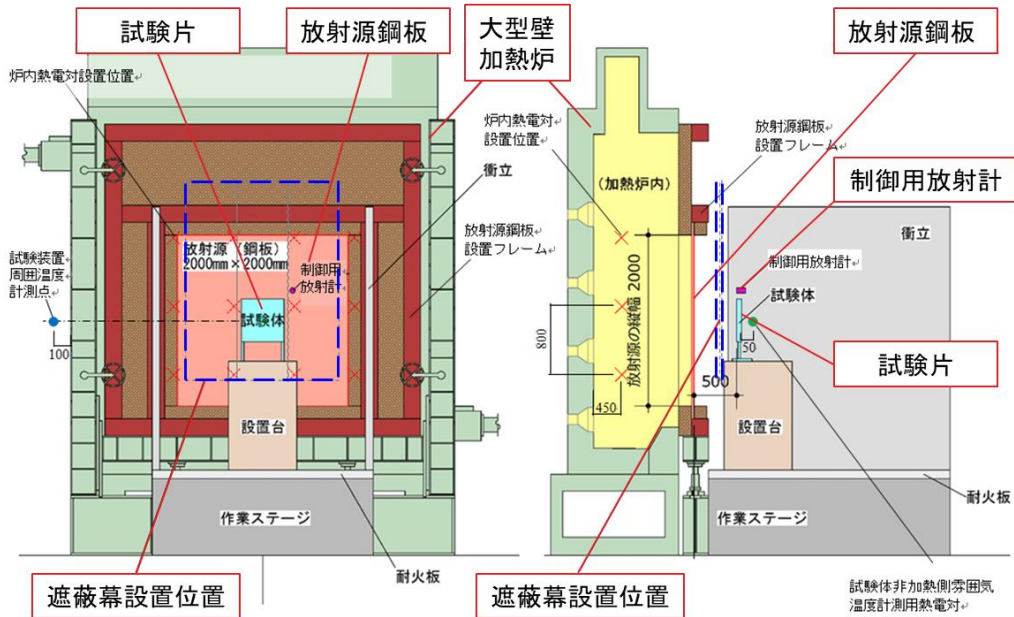 試験片
放射源鋼板
大型壁
加熱炉
放射源鋼板
炉内熱電対設置位置
炉内熱電対
設置位置
放射源鋼板
設置フレーム
制御用放射計
衝立
(加熱炉内)
放射源(鋼板)
2000mm×2000mm
制御用
放射計
放射源鋼板
設置フレーム
衝立
試験装置
周囲温度
計測点
制御用放射計
試験体
試験体
放射源の縦幅 2000
800
100
50
試験片
500
450
設置台
設置台
耐火板
作業ステージ
作業ステージ
耐火板
遮蔽幕設置位置
遮蔽幕設置位置
試験体非加熱側雰囲気
温度計測用熱電対